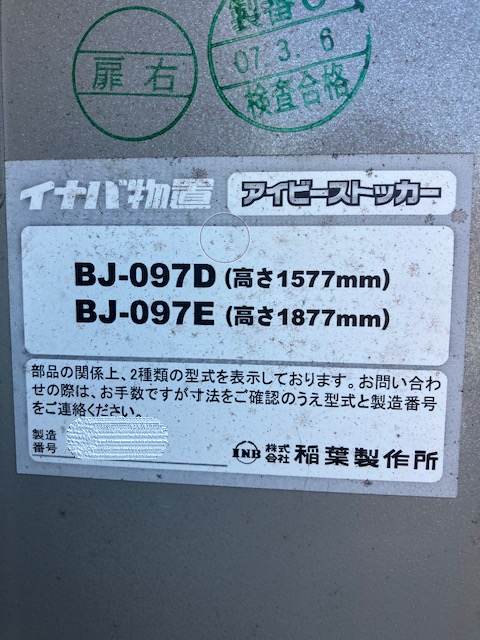 扉右
製番
07.3.6
検査合格
イナバ物置 アイビーストッカー
BJ-097D (高さ1577mm)
BJ-097E (高さ1877mm)
部品の関係上、2種類の型式を表示しております。お問い合わ
せの際は、お手数ですが寸法をご確認のうえ型式と製造番号
をご連絡ください。
製造
番号
INB 株式会社 稲葉製作所